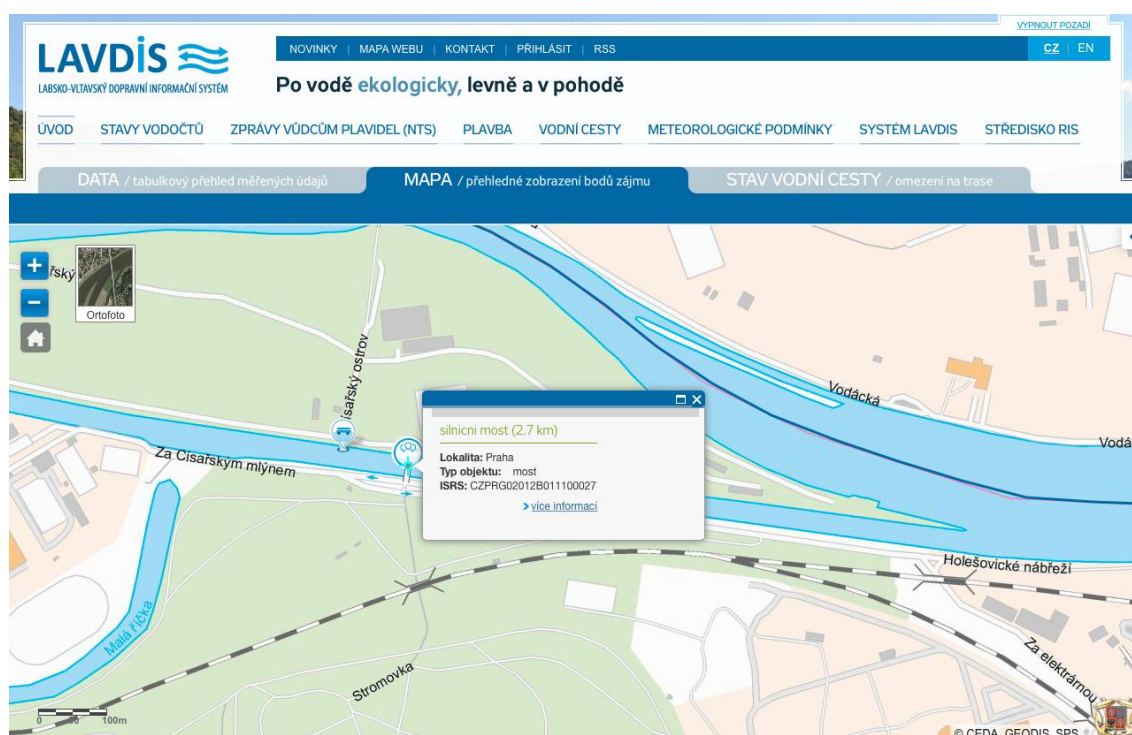 VYPNOUT POZADÍ
LAVDIS
LABSKO-VLTAVSKÝ DOPRAVNÍ INFORMAČNÍ SYSTÉM
NOVINKY | MAPA WEBU | KONTAKT | PŘIHLÁSIT | RSS
CZ | EN
Po vodě ekologicky, levně a v pohodě
ÚVOD STAVY VODOČTŮ ZPRÁVY VŮDCŮM PLAVIDEL (NTS) PLAVBA VODNÍ CESTY METEOROLOGICKÉ PODMÍNKY SYSTÉM LAVDIS STŘEDISKO RIS
DATA / tabulkový přehled měřených údajů
MAPA / přehledné zobrazení bodů zájmu
STAV VODNÍ CESTY / omezení na trase
+
řský
−
Ortofoto
ísařský ostrov
Vodácká
Vodá
Za Císařským mlýnem
silnicni most (2.7 km)
Lokalita: Praha
Typ objektu: most
ISRS: CZPRG02012B011100027
více informací
Holešovické nábřeží
Malá říčka
Stromovka
Za elektrárnou
0 50 100m
© CEDA, GEODIS, SPS